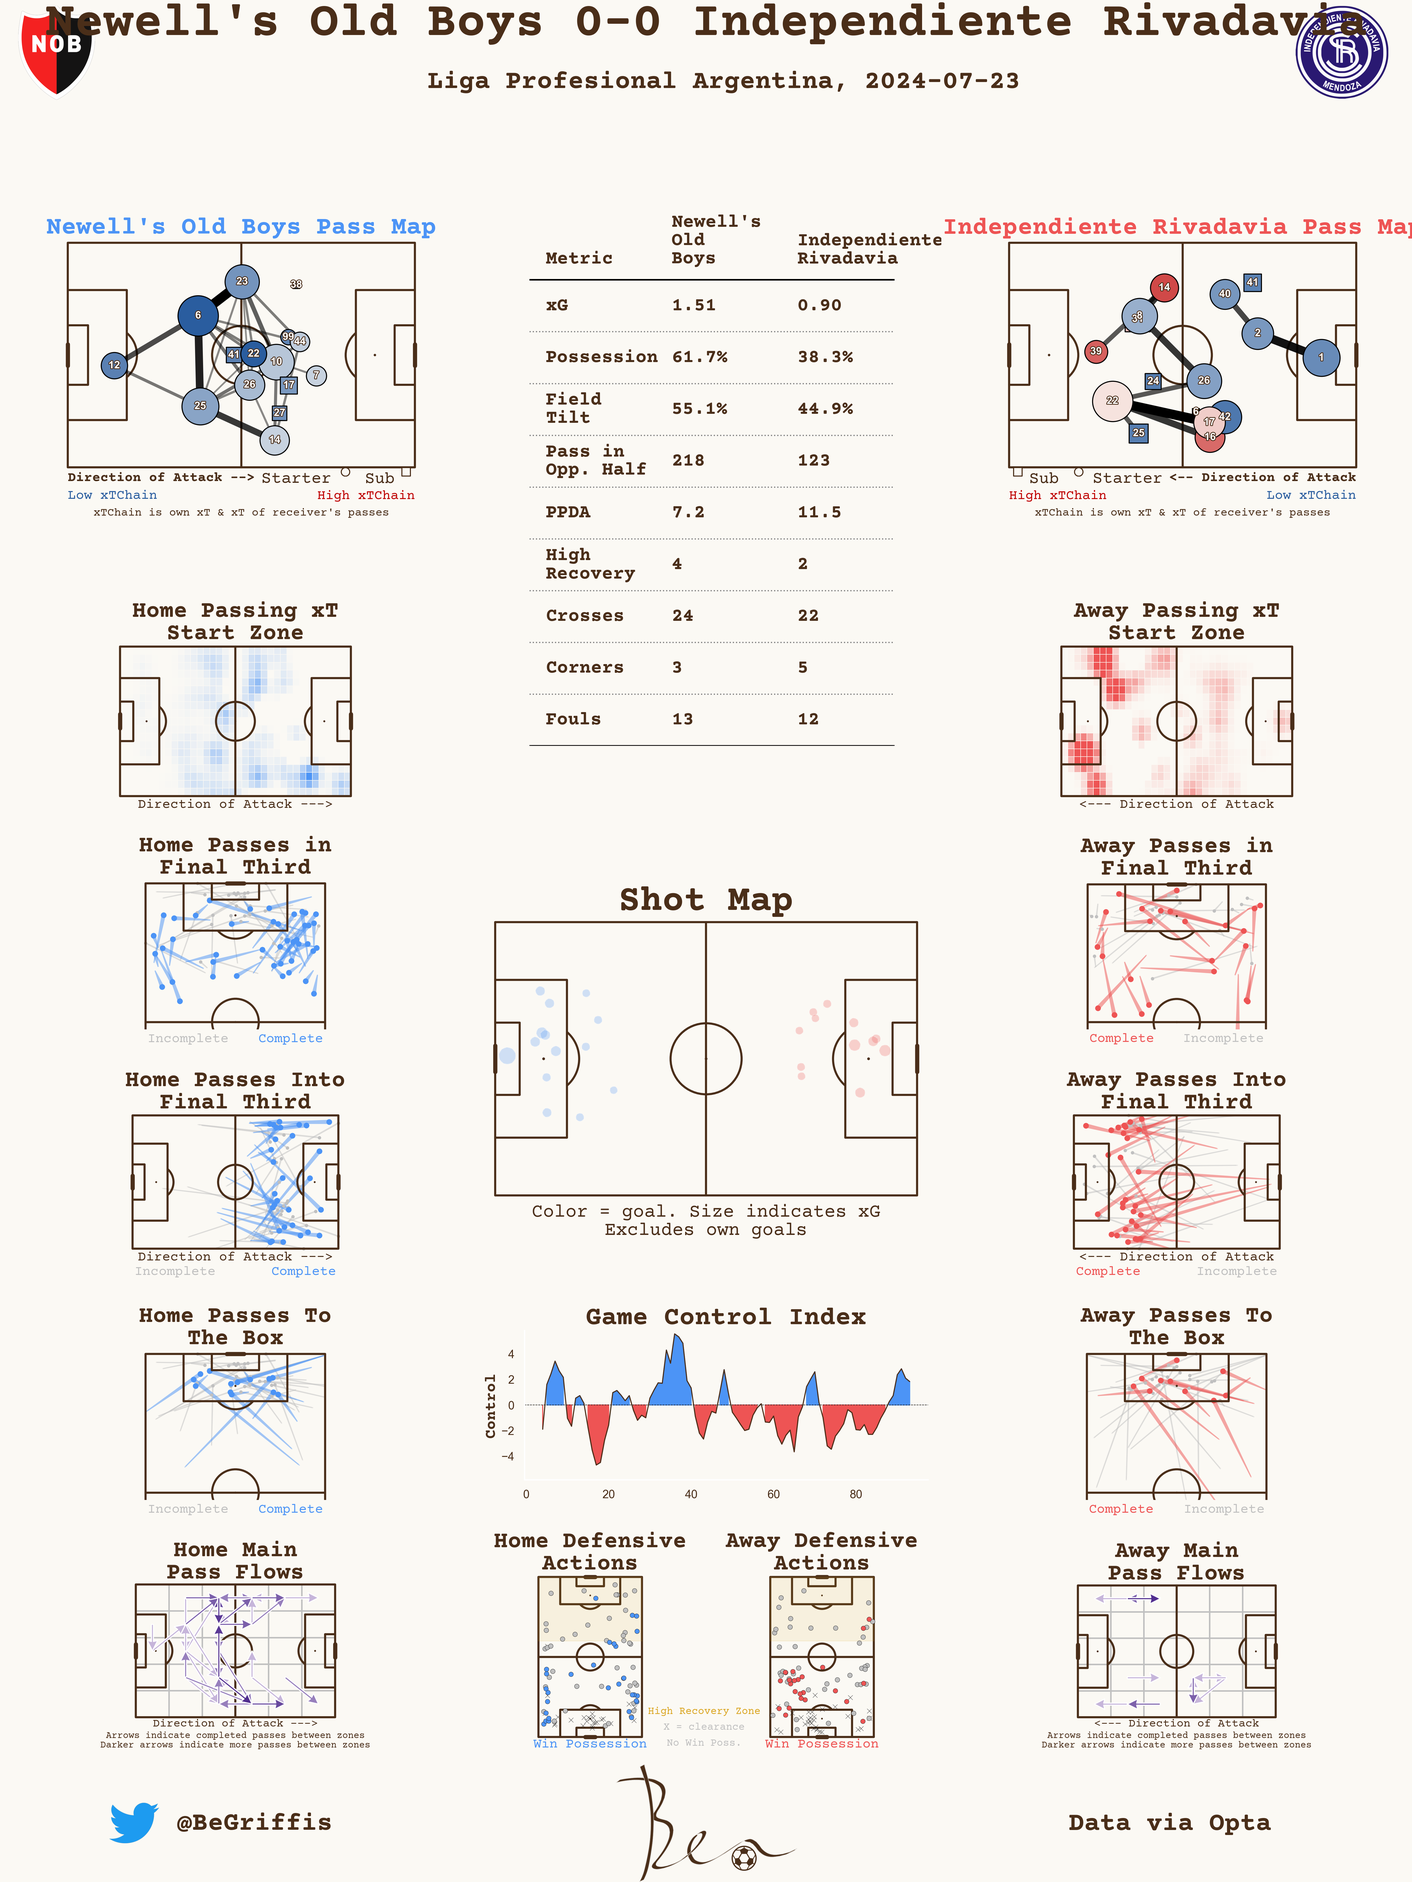 Newell's Old Boys 0-0 Independiente Rivadavia
Liga Profesional Argentina, 2024-07-23
NOB
INDEPENDIENTE RIVADAVIA
MENDOZA
Newell's Old Boys Pass Map
23
38
6
99
44
41
22
10
12
7
26
17
25
27
14
Direction of Attack --> Starter Sub
Low xTChain High xTChain
xTChain is own xT & xT of receiver's passes
Metric Newell's Old Boys Independiente Rivadavia
xG 1.51 0.90
Possession 61.7% 38.3%
Field Tilt 55.1% 44.9%
Pass in Opp. Half 218 123
PPDA 7.2 11.5
High Recovery 4 2
Crosses 24 22
Corners 3 5
Fouls 13 12
Independiente Rivadavia Pass Map
14
41
40
8
2
39
1
24
26
22
42
17
16
25
Sub Starter <-- Direction of Attack
High xTChain Low xTChain
xTChain is own xT & xT of receiver's passes
Home Passing xT
Start Zone
Direction of Attack --->
Away Passing xT
Start Zone
<--- Direction of Attack
Home Passes in
Final Third
Incomplete Complete
Away Passes in
Final Third
Complete Incomplete
Shot Map
Color = goal. Size indicates xG
Excludes own goals
Home Passes Into
Final Third
Direction of Attack --->
Incomplete Complete
Away Passes Into
Final Third
<--- Direction of Attack
Complete Incomplete
Home Passes To
The Box
Incomplete Complete
Game Control Index
Control
4
2
0
−2
−4
0 20 40 60 80
Away Passes To
The Box
Complete Incomplete
Home Main
Pass Flows
Direction of Attack --->
Arrows indicate completed passes between zones
Darker arrows indicate more passes between zones
Home Defensive
Actions
Win Possession
High Recovery Zone
X = clearance
No Win Poss.
Away Defensive
Actions
Win Possession
Away Main
Pass Flows
<--- Direction of Attack
Arrows indicate completed passes between zones
Darker arrows indicate more passes between zones
@BeGriffis
Ben
Data via Opta